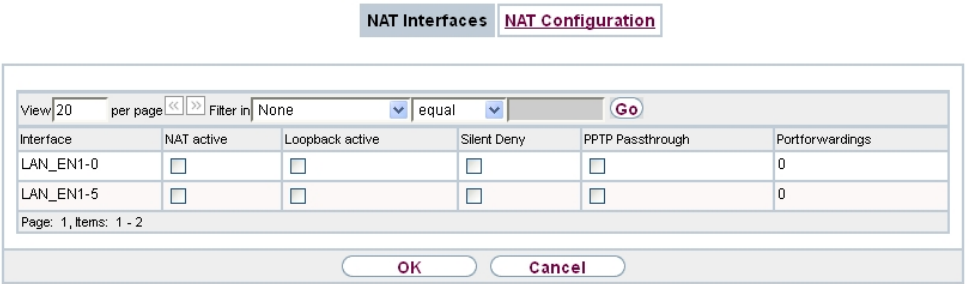 NAT Interfaces NAT Configuration
View 20 per page << >> Filter in None equal Go
Interface NAT active Loopback active Silent Deny PPTP Passthrough Portforwardings
LAN_EN1-0 0
LAN_EN1-5 0
Page: 1, Items: 1 - 2
OK Cancel